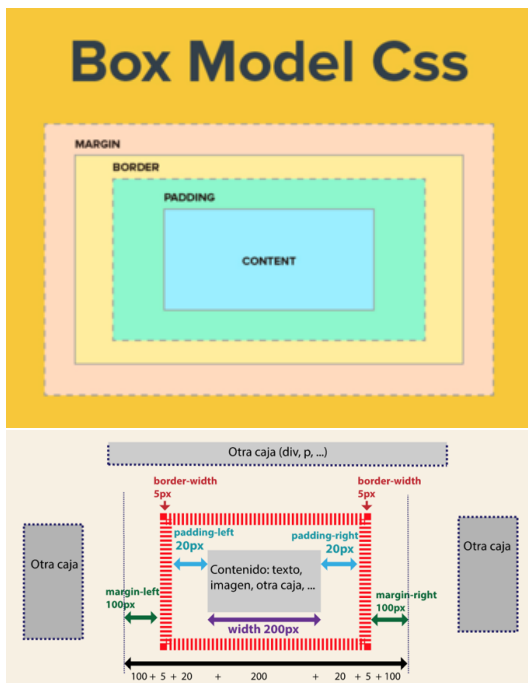 Box Model Css
MARGIN
BORDER
PADDING
CONTENT
Otra caja (div, p, ...)
border-width
5px
border-width
5px
padding-left
20px
padding-right
20px
Otra caja
Otra caja
Contenido: texto,
imagen, otra caja, ...
margin-left
100px
margin-right
100px
width 200px
100 + 5 + 20 + 200 + 20 + 5 + 100